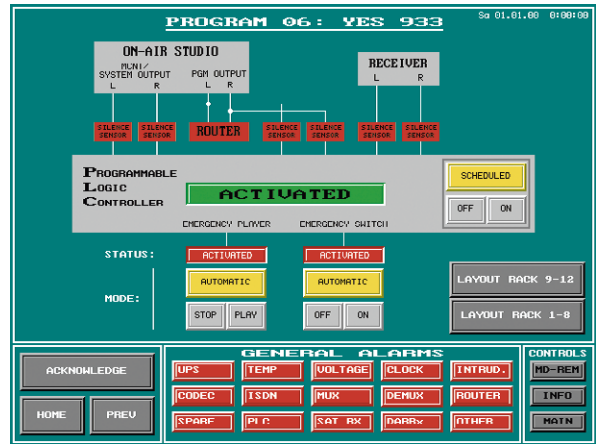 PROGRAM 06: YES 933
Sa 01.01.00 0:00:00
ON-AIR STUDIO
MCNI/
SYSTEM OUTPUT PGM OUTPUT
L R L R
RECEIVER
L R
SILENCE SENSOR
SILENCE SENSOR
ROUTER
SILENCE SENSOR
SILENCE SENSOR
SILENCE SENSOR
SILENCE SENSOR
PROGRAMMABLE
LOGIC
CONTROLLER
ACTIVATED
SCHEDULED
OFF ON
EMERGENCY PLAYER EMERGENCY SWITCH
STATUS: ACTIVATED ACTIVATED
MODE: AUTOMATIC AUTOMATIC
STOP PLAY OFF ON
LAYOUT RACK 9-12
LAYOUT RACK 1-8
ACKNOWLEDGE
HOME PREV
GENERAL ALARMS
UPS TEMP VOLTAGE CLOCK INTRUD.
CODEC ISDN MUX DEMUX ROUTER
SPARE PLC SAT RX DARRx OTHER
CONTROLS
MD-REM
INFO
MAIN